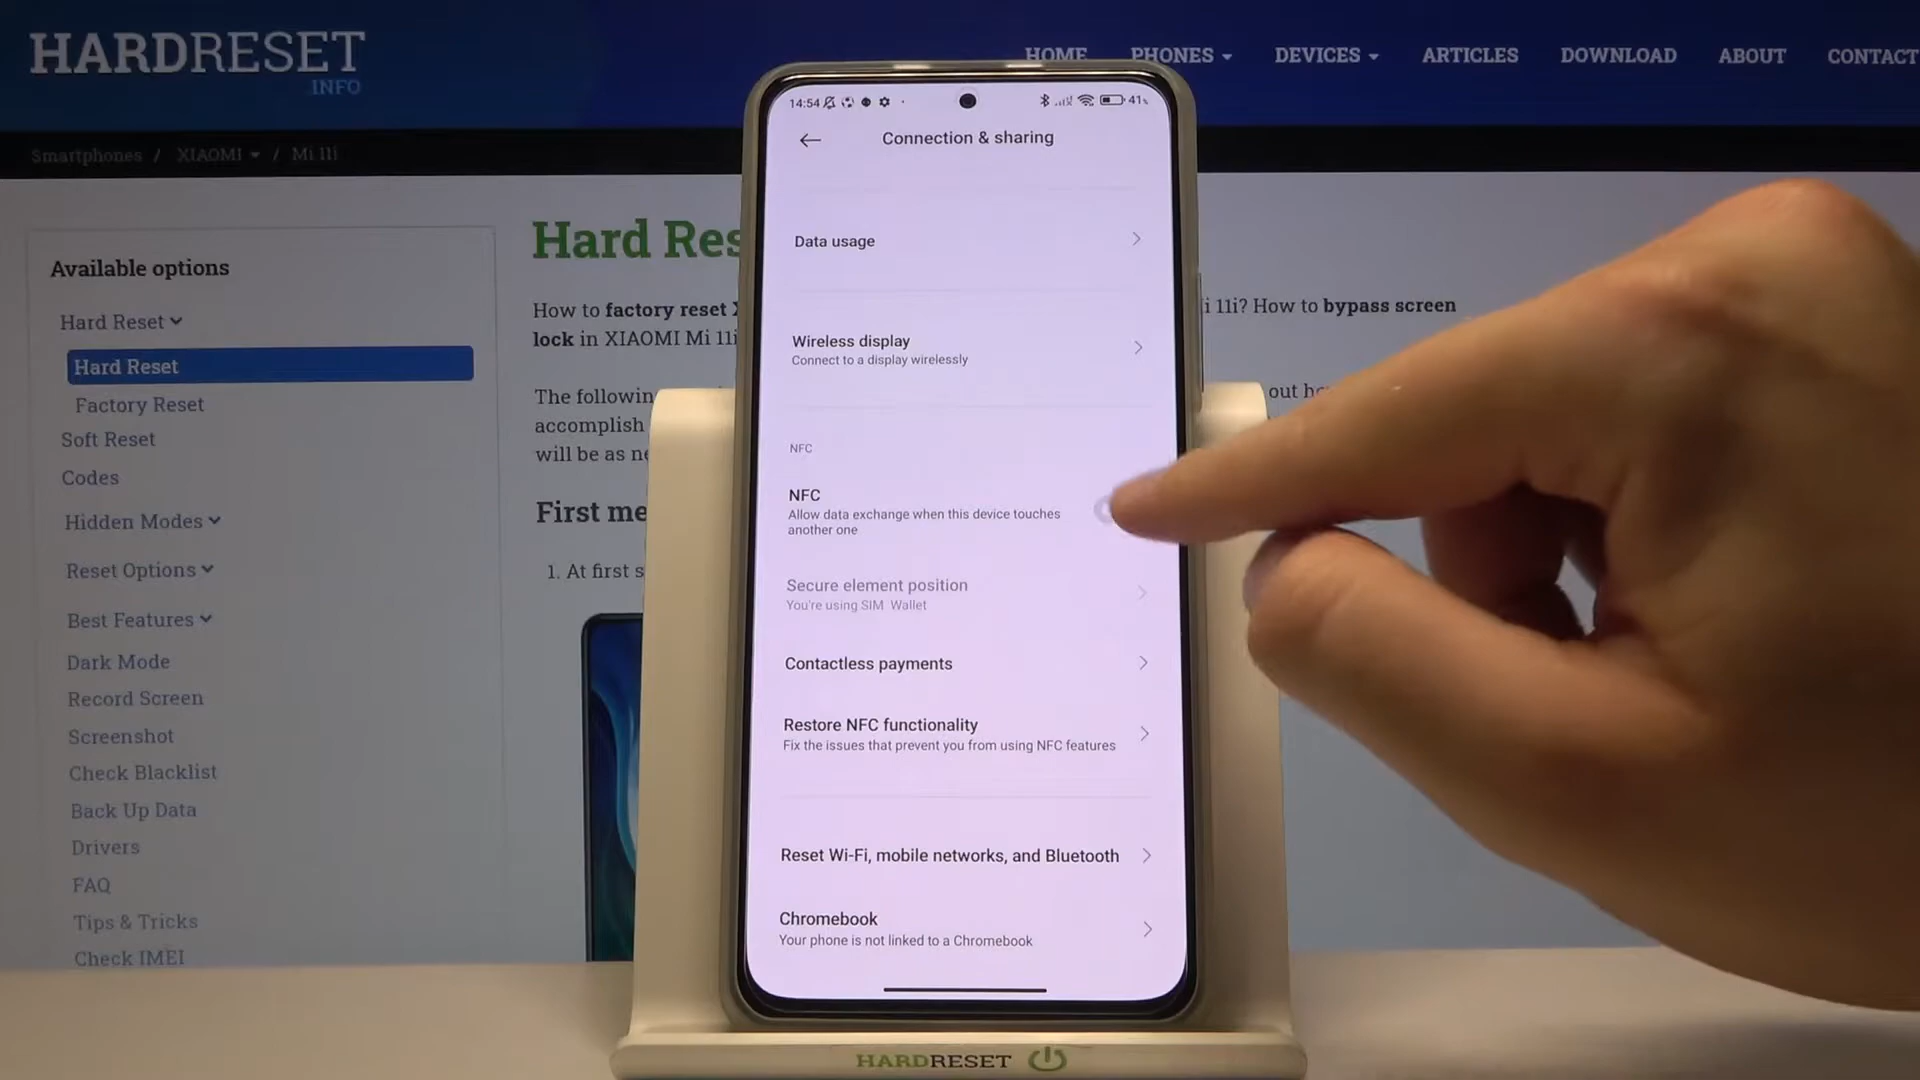 HARDRESET
.INFO
HOME
PHONES
DEVICES
ARTICLES
DOWNLOAD
ABOUT
CONTACT
Smartphones / XIAOMI / Mi 11i
Available options
Hard Reset
Hard Reset
Factory Reset
Soft Reset
Codes
Hidden Modes
Reset Options
Best Features
Dark Mode
Record Screen
Screenshot
Check Blacklist
Back Up Data
Drivers
FAQ
Tips & Tricks
Check IMEI
Hard Res
How to factory reset
i 11i? How to bypass screen
lock in XIAOMI Mi 11i
The followin
out h
accomplish
will be as ne
First me
1. At first s
14:54
41%
Connection & sharing
Data usage
Wireless display
Connect to a display wirelessly
NFC
NFC
Allow data exchange when this device touches
another one
Secure element position
You're using SIM Wallet
Contactless payments
Restore NFC functionality
Fix the issues that prevent you from using NFC features
Reset Wi-Fi, mobile networks, and Bluetooth
Chromebook
Your phone is not linked to a Chromebook
HARDRESET